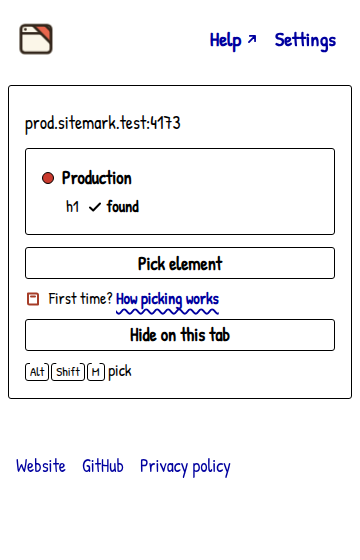 Help ↗ Settings
prod.sitemark.test:4173
Production
h1 ✓ found
Pick element
First time? How picking works
Hide on this tab
Alt Shift M pick
Website GitHub Privacy policy